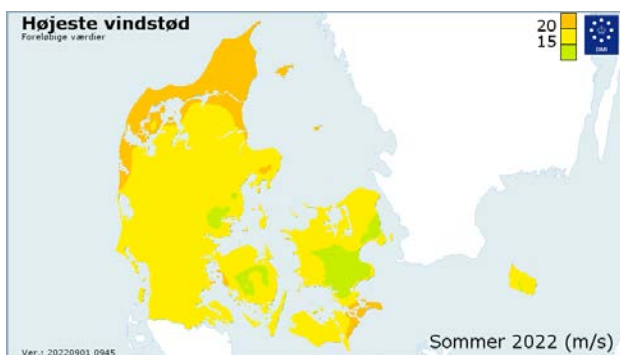 Højeste vindstød
Foreløbige værdier
20
15
DMI
Sommer 2022 (m/s)
Ver.: 20220901 0945